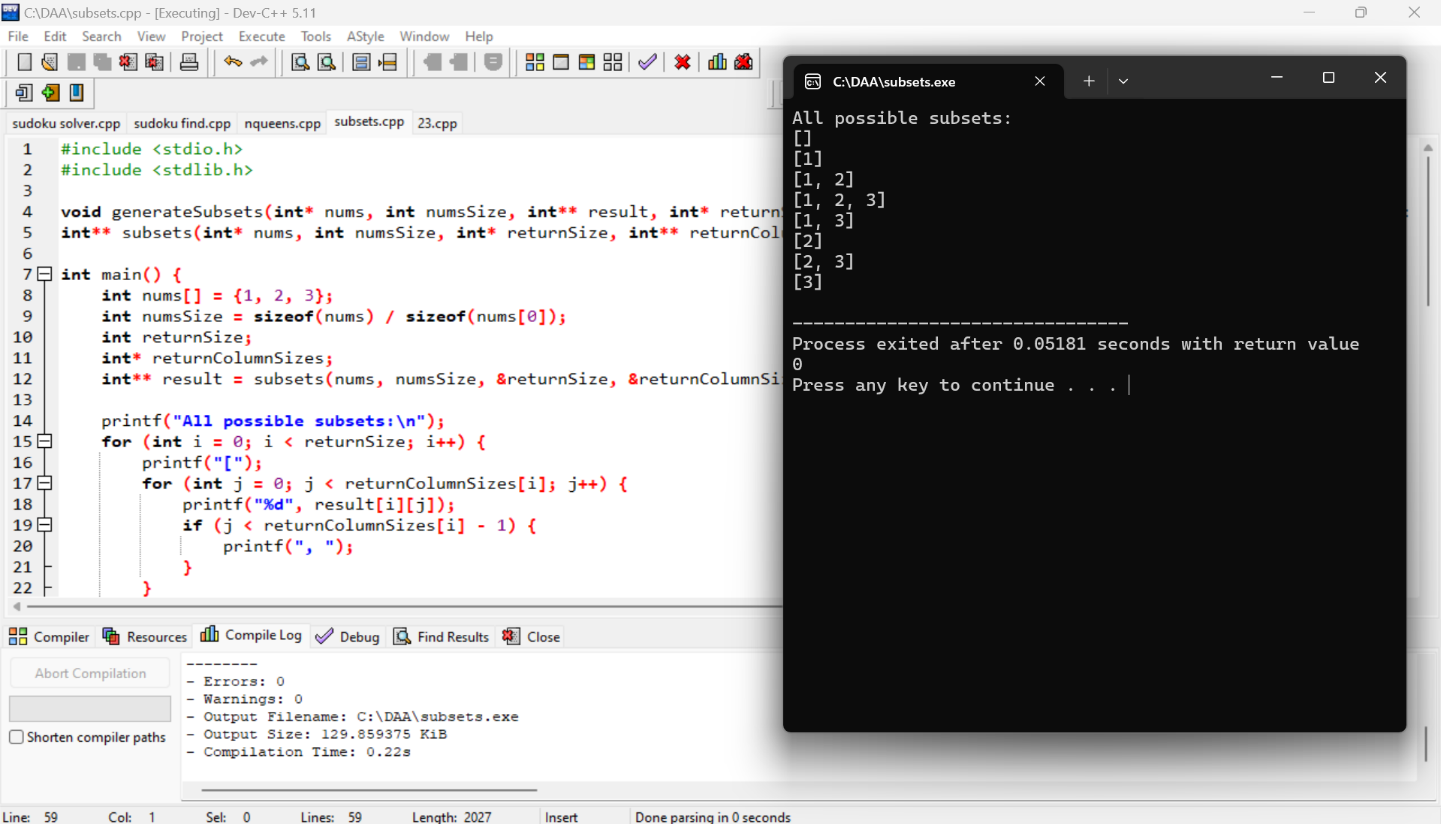 C:\DAA\subsets.cpp - [Executing] - Dev-C++ 5.11
File Edit Search View Project Execute Tools AStyle Window Help
sudoku solver.cpp sudoku find.cpp nqueens.cpp subsets.cpp 23.cpp
1 #include <stdio.h>
2 #include <stdlib.h>
3
4 void generateSubsets(int* nums, int numsSize, int** result, int* return
5 int** subsets(int* nums, int numsSize, int* returnSize, int** returnCol
6
7 int main() {
8 int nums[] = {1, 2, 3};
9 int numsSize = sizeof(nums) / sizeof(nums[0]);
10 int returnSize;
11 int* returnColumnSizes;
12 int** result = subsets(nums, numsSize, &returnSize, &returnColumnSi
13
14 printf("All possible subsets:\n");
15 for (int i = 0; i < returnSize; i++) {
16 printf("[");
17 for (int j = 0; j < returnColumnSizes[i]; j++) {
18 printf("%d", result[i][j]);
19 if (j < returnColumnSizes[i] - 1) {
20 printf(", ");
21 }
22 }
C:\DAA\subsets.exe
All possible subsets:
[]
[1]
[1, 2]
[1, 2, 3]
[1, 3]
[2]
[2, 3]
[3]
--------------------------------
Process exited after 0.05181 seconds with return value
0
Press any key to continue . . .
Compiler Resources Compile Log Debug Find Results Close
Abort Compilation
Shorten compiler paths
--------
- Errors: 0
- Warnings: 0
- Output Filename: C:\DAA\subsets.exe
- Output Size: 129.859375 KiB
- Compilation Time: 0.22s
Line: 59 Col: 1 Sel: 0 Lines: 59 Length: 2027 Insert Done parsing in 0 seconds